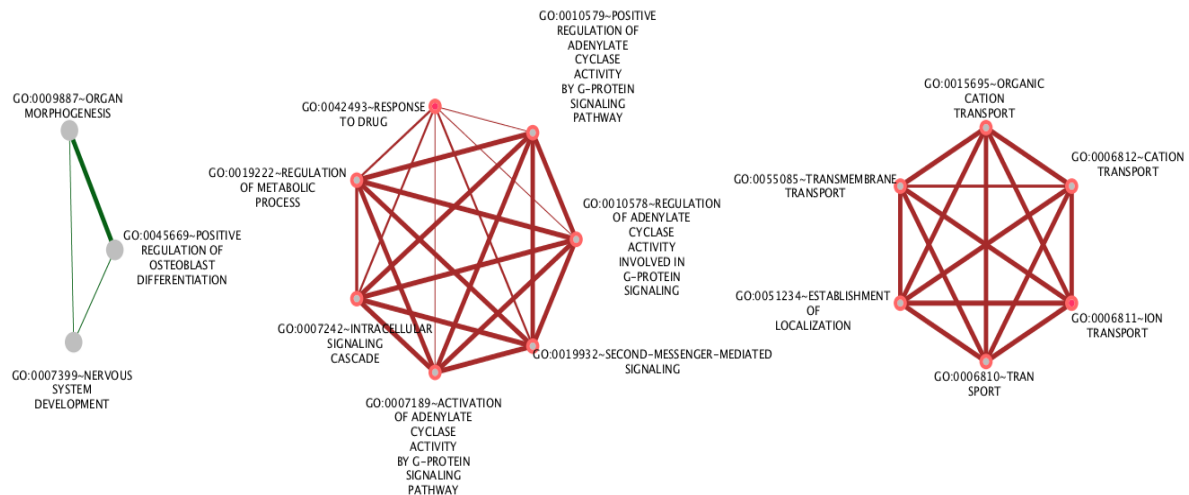 GO:0009887~ORGAN
MORPHOGENESIS
GO:0045669~POSITIVE
REGULATION OF
OSTEOBLAST
DIFFERENTIATION
GO:0007399~NERVOUS
SYSTEM
DEVELOPMENT
GO:0010579~POSITIVE
REGULATION OF
ADENYLATE
CYCLASE
ACTIVITY
BY G-PROTEIN
SIGNALING
PATHWAY
GO:0042493~RESPONSE
TO DRUG
GO:0019222~REGULATION
OF METABOLIC
PROCESS
GO:0010578~REGULATION
OF ADENYLATE
CYCLASE
ACTIVITY
INVOLVED IN
G-PROTEIN
SIGNALING
GO:0007242~INTRACELLULAR
SIGNALING
CASCADE
GO:0019932~SECOND-MESSENGER-MEDIATED
SIGNALING
GO:0007189~ACTIVATION
OF ADENYLATE
CYCLASE
ACTIVITY
BY G-PROTEIN
SIGNALING
PATHWAY
GO:0015695~ORGANIC
CATION
TRANSPORT
GO:0006812~CATION
TRANSPORT
GO:0055085~TRANSMEMBRANE
TRANSPORT
GO:0051234~ESTABLISHMENT
OF
LOCALIZATION
GO:0006811~ION
TRANSPORT
GO:0006810~TRAN
SPORT